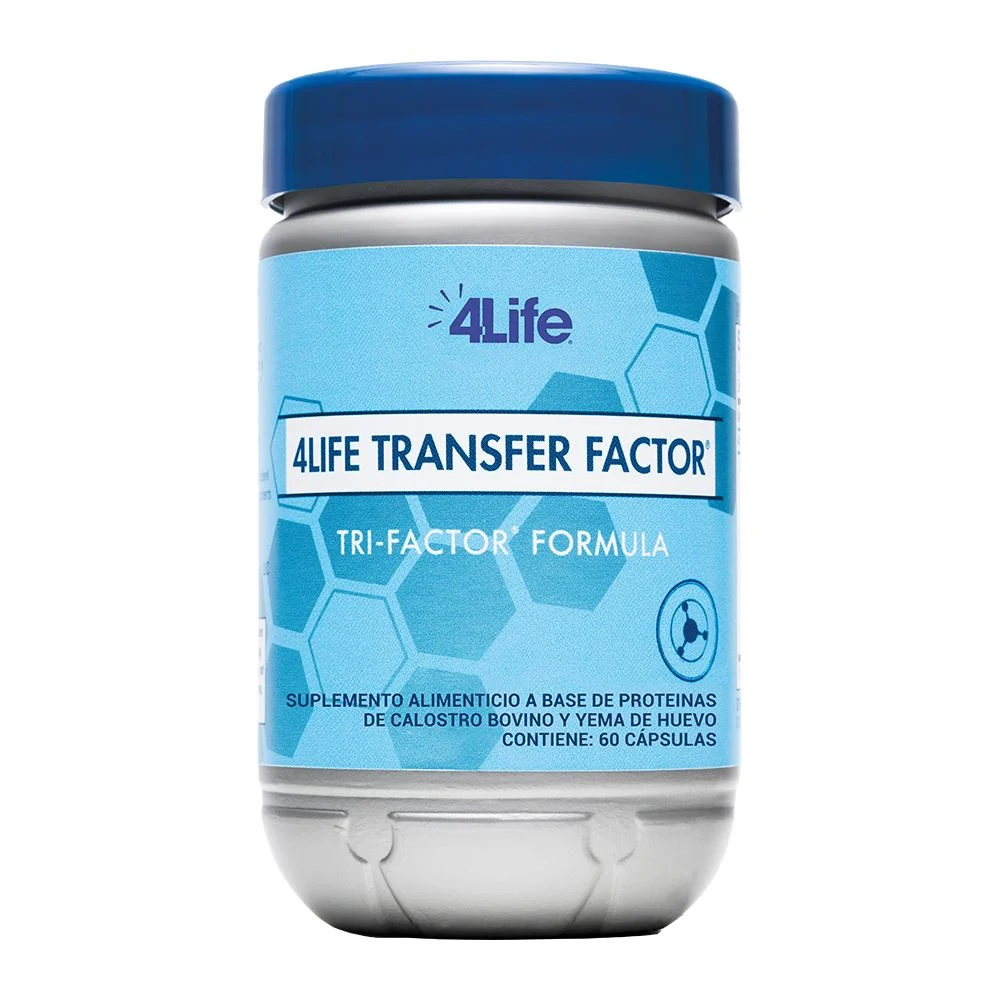 4Life®
4LIFE TRANSFER FACTOR®
TRI-FACTOR® FORMULA
SUPLEMENTO ALIMENTICIO A BASE DE PROTEINAS
DE CALOSTRO BOVINO Y YEMA DE HUEVO
CONTIENE: 60 CÁPSULAS